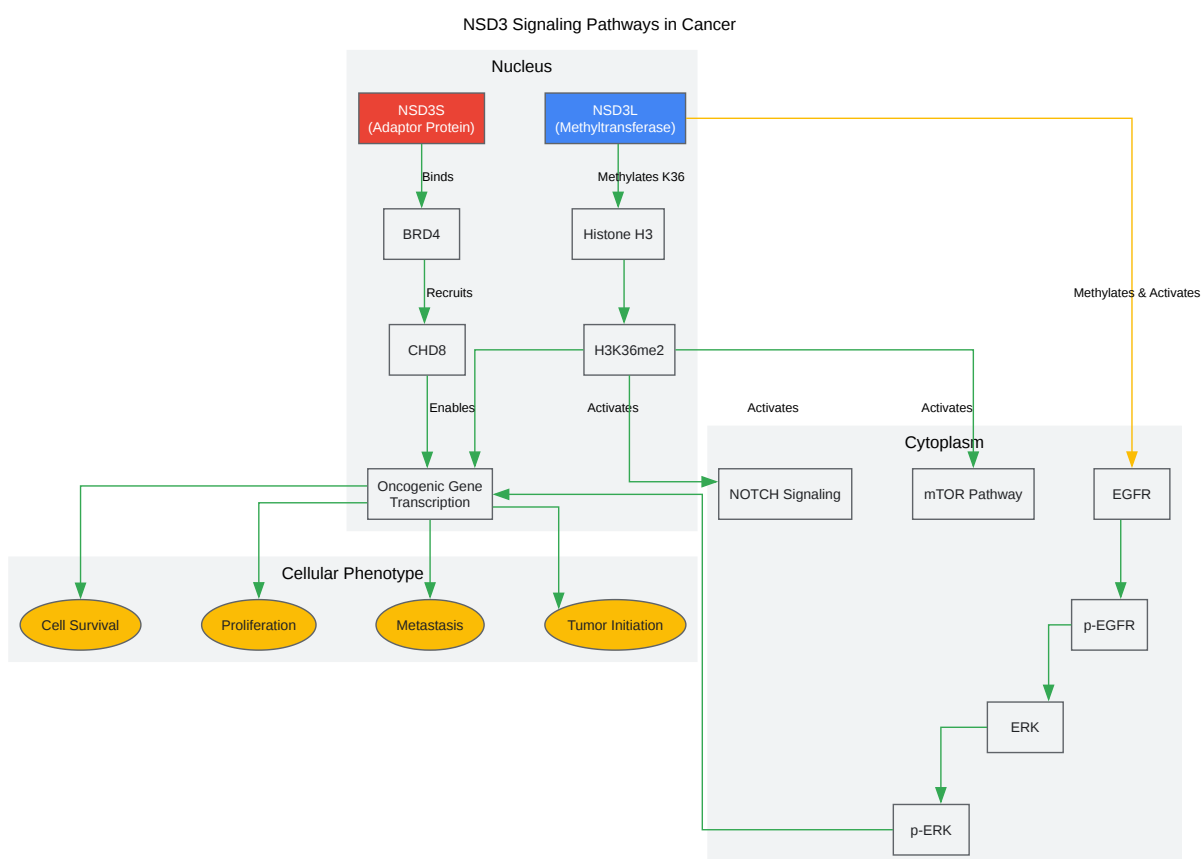 NSD3 Signaling Pathways in Cancer
Nucleus
NSD3S
(Adaptor Protein)
NSD3L
(Methyltransferase)
Binds
Methylates K36
BRD4
Histone H3
Recruits
Methylates & Activates
CHD8
H3K36me2
Enables
Activates
Activates
Activates
Cytoplasm
Oncogenic Gene
Transcription
NOTCH Signaling
mTOR Pathway
EGFR
Cellular Phenotype
Cell Survival
Proliferation
Metastasis
Tumor Initiation
p-EGFR
ERK
p-ERK